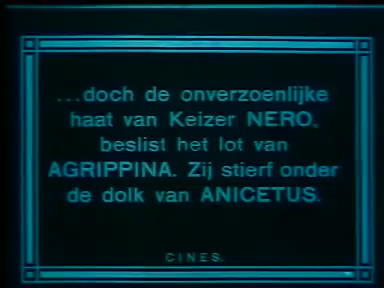 ...doch de onverzoenlijke
haat van Keizer NERO,
beslist het lot van
AGRIPPINA. Zij stierf onder
de dolk van ANICETUS.
CINES.